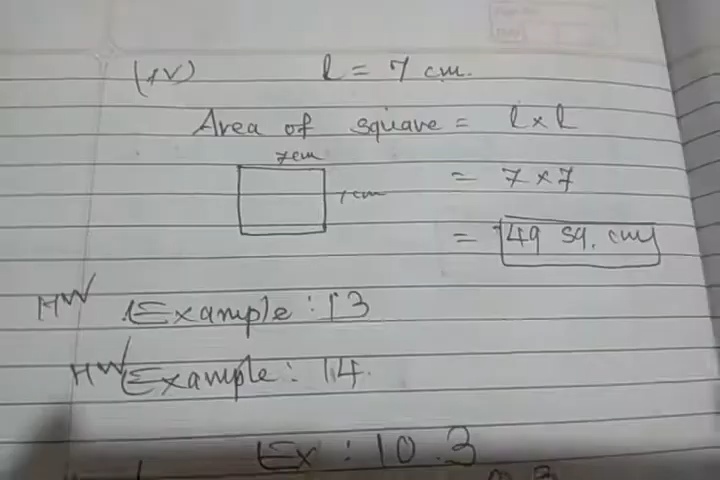 (iv) l = 7 cm.
Area of square = l × l
7cm
7cm
= 7 × 7
= 49 sq. cm
HW Example : 13
HW Example : 14.
Ex : 10.3